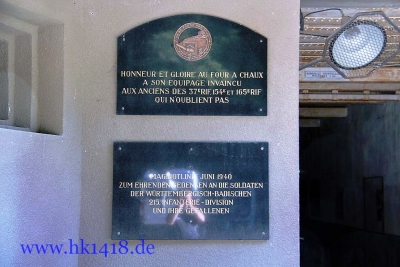 HONNEUR ET GLOIRE AU FOUR A CHAUX
A SON EQUIPAGE INVAINCU
AUX ANCIENS DES 37e RIF 154e ET 165e RIF
QUI N'OUBLIENT PAS
MAGINOTLINIE JUNI 1940
ZUM EHRENDEN GEDENKEN AN DIE SOLDATEN
DER WÜRTTEMBERGISCH-BADISCHEN
215. INFANTERIE - DIVISION
UND IHRE GEFALLENEN
www.hk1418.de